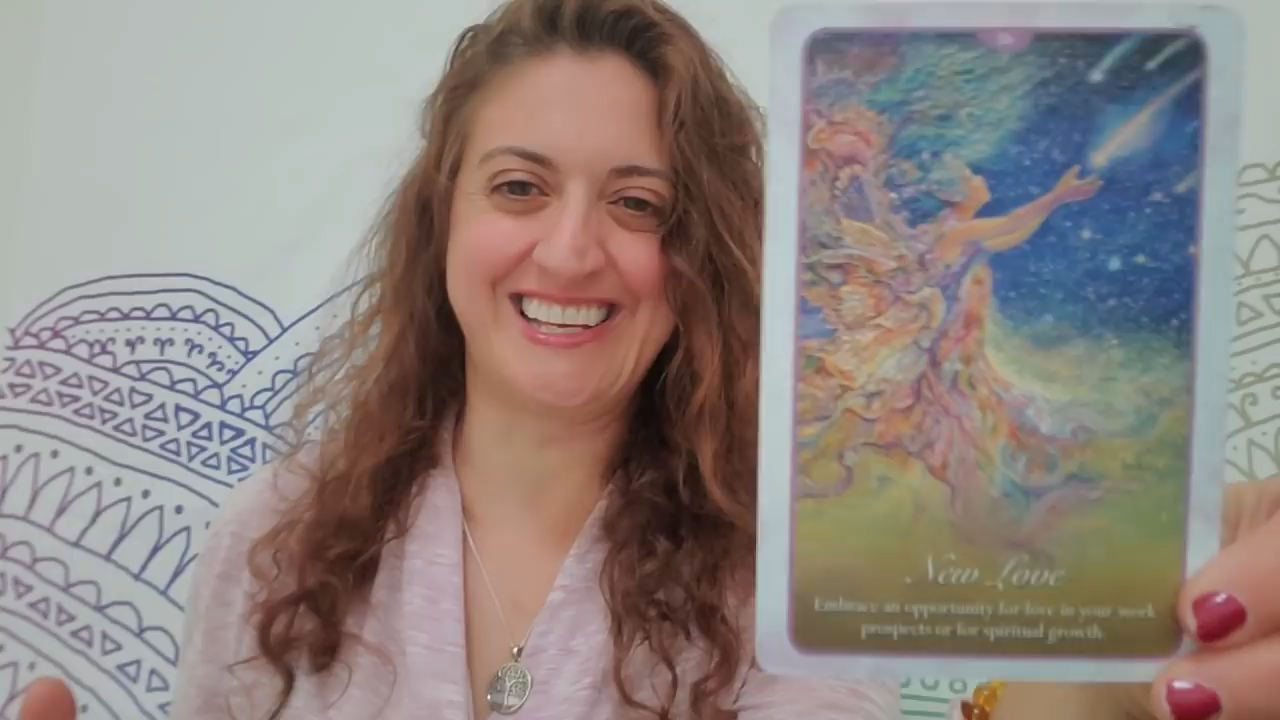 New Love
Embrace an opportunity for love in your work
prospects or for spiritual growth.